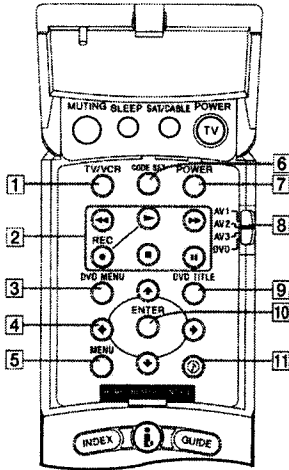 MUTING SLEEP SAT/CABLE POWER
TV
6
TV/VCR CODE SET POWER
1
7
AV1
AV2
AV3
DVD
8
2
REC
DVD MENU DVD TITLE
3
9
ENTER
10
4
MENU
5
11
INDEX i GUIDE